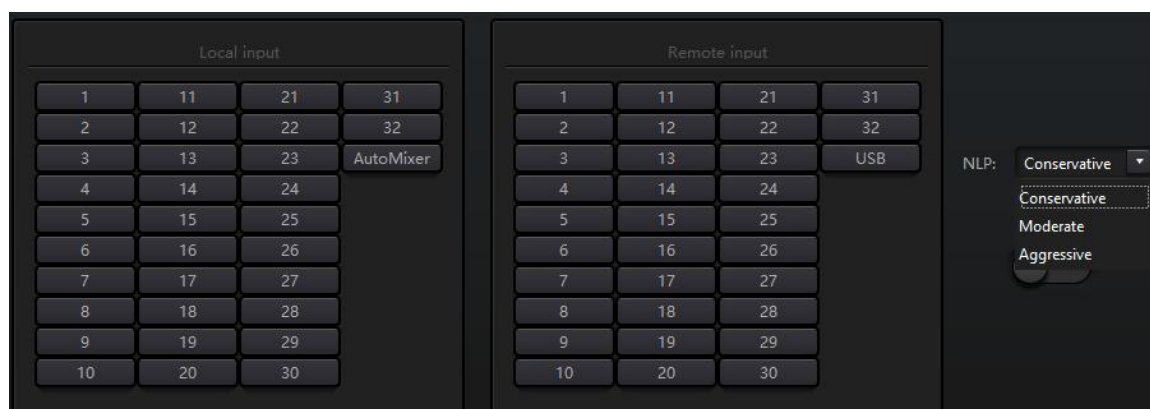 Local input Remote input
1 11 21 31 1 11 21 31
2 12 22 32 2 12 22 32
3 13 23 AutoMixer 3 13 23 USB NLP: Conservative
4 14 24 4 14 24 Conservative
5 15 25 5 15 25 Moderate
6 16 26 6 16 26 Aggressive
7 17 27 7 17 27
8 18 28 8 18 28
9 19 29 9 19 29
10 20 30 10 20 30